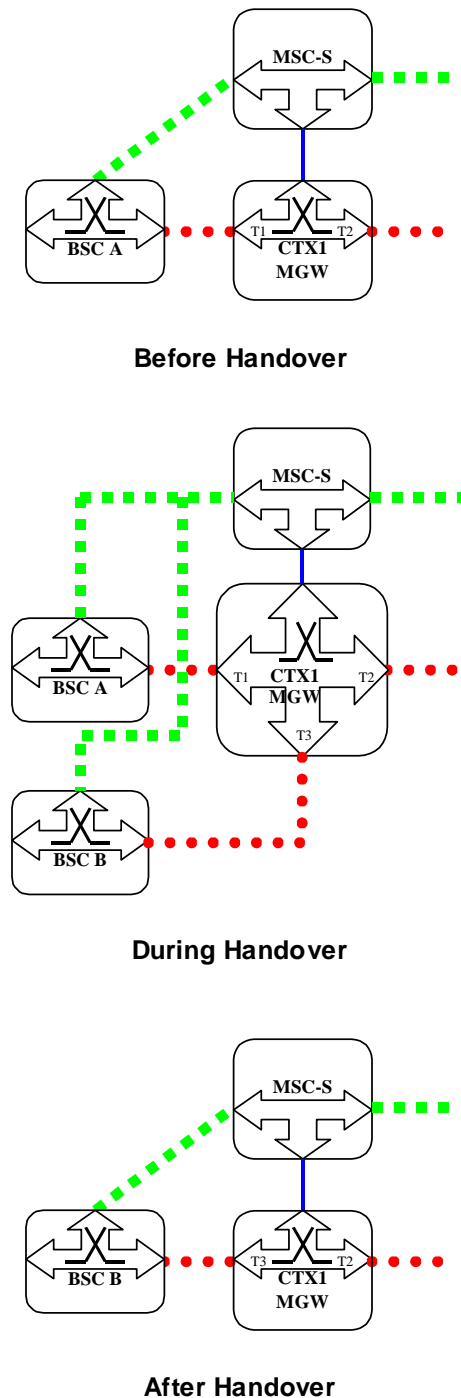 MSC-S
T1
T2
BSC A
CTX1
MGW
Before Handover
MSC-S
BSC A
T1
CTX1
MGW
T2
T3
BSC B
During Handover
MSC-S
T3
T2
BSC B
CTX1
MGW
After Handover